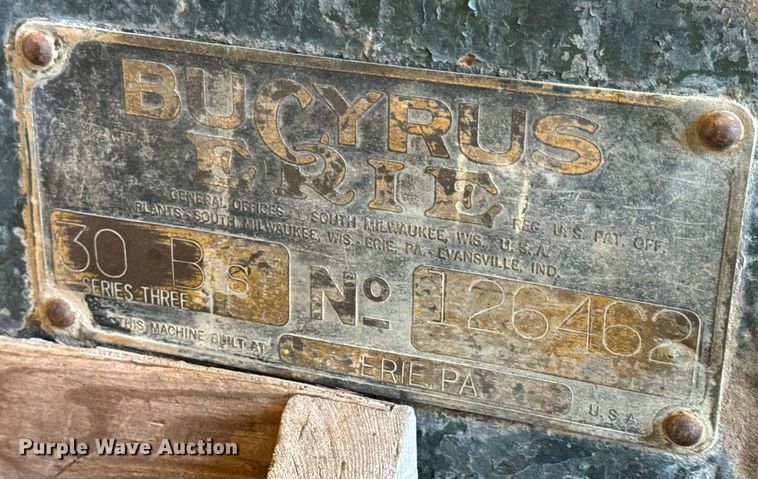 BUCYRUS
ERIE
REG. U.S. PAT. OFF.
GENERAL OFFICES - SOUTH MILWAUKEE, WIS., U.S.A.
PLANTS - SOUTH MILWAUKEE, WIS. - ERIE, PA. - EVANSVILLE, IND.
30 B s
SERIES THREE
No 126462
THIS MACHINE BUILT AT ERIE, PA U.S.A.
Purple Wave Auction